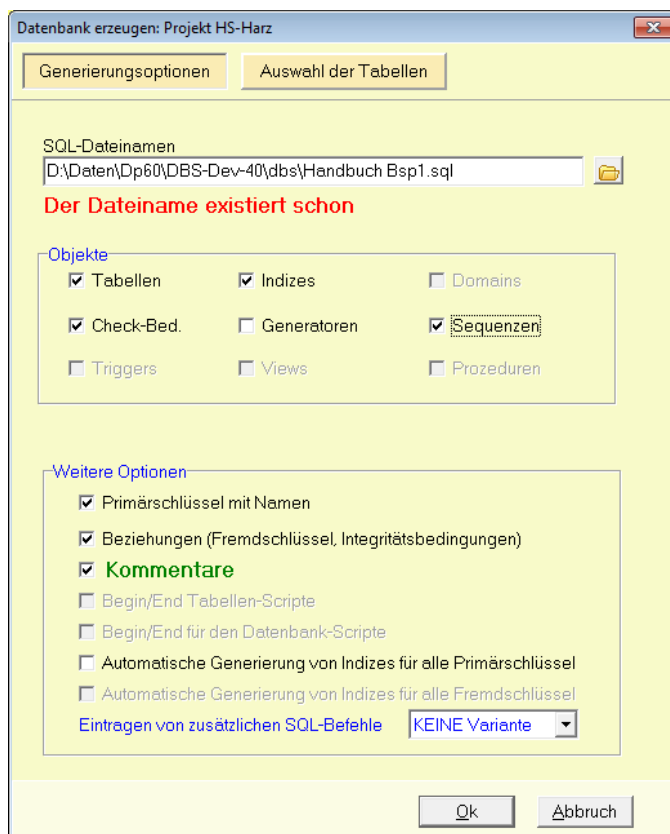 Datenbank erzeugen: Projekt HS-Harz
Generierungsoptionen Auswahl der Tabellen
SQL-Dateinamen
D:\Daten\Dp60\DBS-Dev-40\dbs\Handbuch Bsp1.sql
Der Dateiname existiert schon
Objekte
Tabellen Indizes Domains
Check-Bed. Generatoren Sequenzen
Triggers Views Prozeduren
Weitere Optionen
Primärschlüssel mit Namen
Beziehungen (Fremdschlüssel, Integritätsbedingungen)
Kommentare
Begin/End Tabellen-Scripte
Begin/End für den Datenbank-Scripte
Automatische Generierung von Indizes für alle Primärschlüssel
Automatische Generierung von Indizes für alle Fremdschlüssel
Eintragen von zusätzlichen SQL-Befehle KEINE Variante
Ok Abbruch